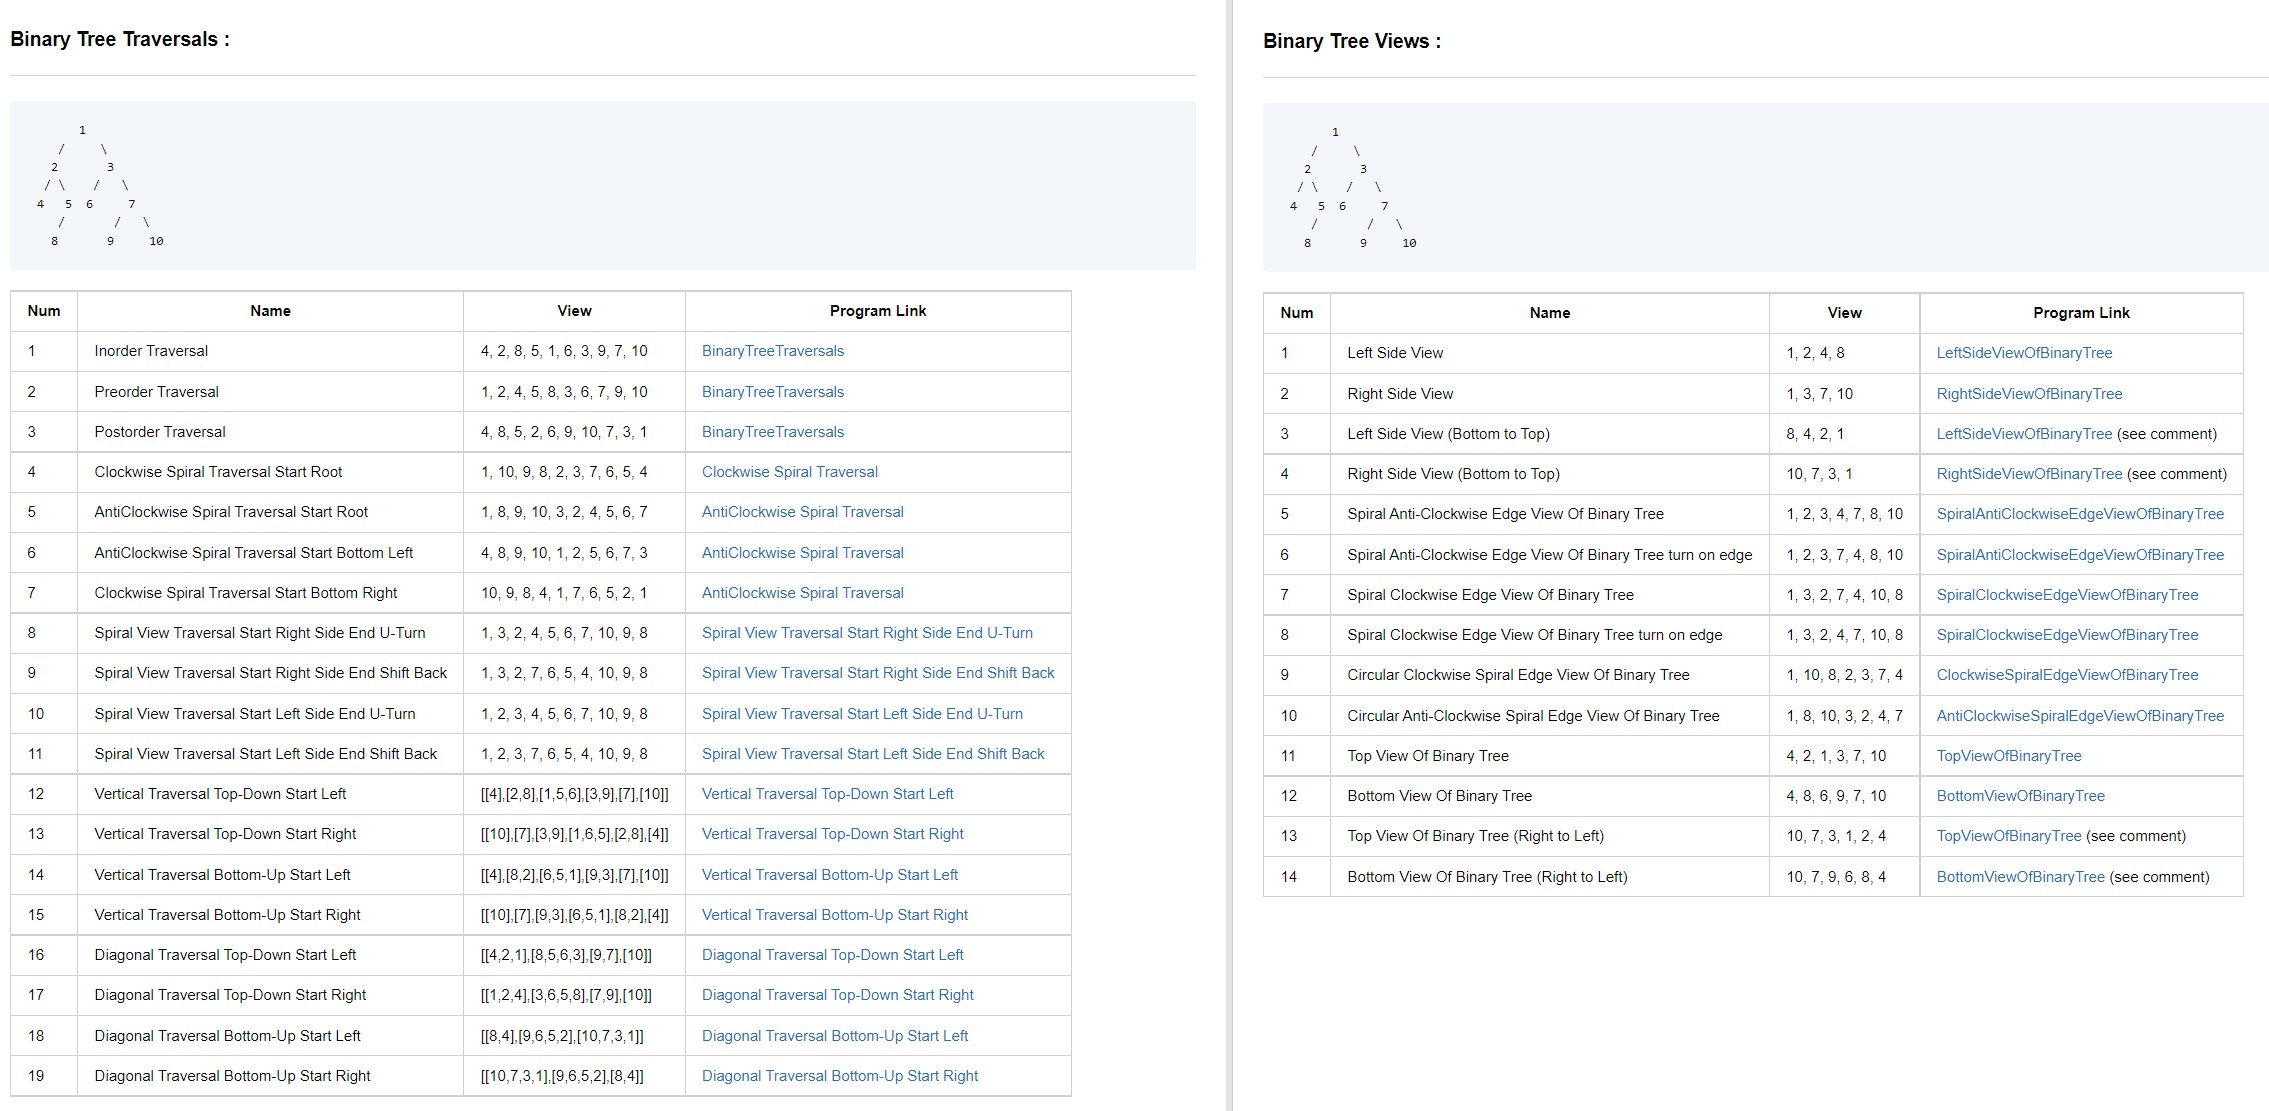 Binary Tree Traversals :
1
/ \
2 3
/ \ / \
4 5 6 7
/ / \
8 9 10
Num Name View Program Link
1 Inorder Traversal 4, 2, 8, 5, 1, 6, 3, 9, 7, 10 BinaryTreeTraversals
2 Preorder Traversal 1, 2, 4, 5, 8, 3, 6, 7, 9, 10 BinaryTreeTraversals
3 Postorder Traversal 4, 8, 5, 2, 6, 9, 10, 7, 3, 1 BinaryTreeTraversals
4 Clockwise Spiral Traversal Start Root 1, 10, 9, 8, 2, 3, 7, 6, 5, 4 Clockwise Spiral Traversal
5 AntiClockwise Spiral Traversal Start Root 1, 8, 9, 10, 3, 2, 4, 5, 6, 7 AntiClockwise Spiral Traversal
6 AntiClockwise Spiral Traversal Start Bottom Left 4, 8, 9, 10, 1, 2, 5, 6, 7, 3 AntiClockwise Spiral Traversal
7 Clockwise Spiral Traversal Start Bottom Right 10, 9, 8, 4, 1, 7, 6, 5, 2, 1 AntiClockwise Spiral Traversal
8 Spiral View Traversal Start Right Side End U-Turn 1, 3, 2, 4, 5, 6, 7, 10, 9, 8 Spiral View Traversal Start Right Side End U-Turn
9 Spiral View Traversal Start Right Side End Shift Back 1, 3, 2, 7, 6, 5, 4, 10, 9, 8 Spiral View Traversal Start Right Side End Shift Back
10 Spiral View Traversal Start Left Side End U-Turn 1, 2, 3, 4, 5, 6, 7, 10, 9, 8 Spiral View Traversal Start Left Side End U-Turn
11 Spiral View Traversal Start Left Side End Shift Back 1, 2, 3, 7, 6, 5, 4, 10, 9, 8 Spiral View Traversal Start Left Side End Shift Back
12 Vertical Traversal Top-Down Start Left [[4],[2,8],[1,5,6],[3,9],[7],[10]] Vertical Traversal Top-Down Start Left
13 Vertical Traversal Top-Down Start Right [[10],[7],[3,9],[1,6,5],[2,8],[4]] Vertical Traversal Top-Down Start Right
14 Vertical Traversal Bottom-Up Start Left [[4],[8,2],[6,5,1],[9,3],[7],[10]] Vertical Traversal Bottom-Up Start Left
15 Vertical Traversal Bottom-Up Start Right [[10],[7],[9,3],[6,5,1],[8,2],[4]] Vertical Traversal Bottom-Up Start Right
16 Diagonal Traversal Top-Down Start Left [[4,2,1],[8,5,6,3],[9,7],[10]] Diagonal Traversal Top-Down Start Left
17 Diagonal Traversal Top-Down Start Right [[1,2,4],[3,6,5,8],[7,9],[10]] Diagonal Traversal Top-Down Start Right
18 Diagonal Traversal Bottom-Up Start Left [[8,4],[9,6,5,2],[10,7,3,1]] Diagonal Traversal Bottom-Up Start Left
19 Diagonal Traversal Bottom-Up Start Right [[10,7,3,1],[9,6,5,2],[8,4]] Diagonal Traversal Bottom-Up Start Right
Binary Tree Views :
1
/ \
2 3
/ \ / \
4 5 6 7
/ / \
8 9 10
Num Name View Program Link
1 Left Side View 1, 2, 4, 8 LeftSideViewOfBinaryTree
2 Right Side View 1, 3, 7, 10 RightSideViewOfBinaryTree
3 Left Side View (Bottom to Top) 8, 4, 2, 1 LeftSideViewOfBinaryTree (see comment)
4 Right Side View (Bottom to Top) 10, 7, 3, 1 RightSideViewOfBinaryTree (see comment)
5 Spiral Anti-Clockwise Edge View Of Binary Tree 1, 2, 3, 4, 7, 8, 10 SpiralAntiClockwiseEdgeViewOfBinaryTree
6 Spiral Anti-Clockwise Edge View Of Binary Tree turn on edge 1, 2, 3, 7, 4, 8, 10 SpiralAntiClockwiseEdgeViewOfBinaryTree
7 Spiral Clockwise Edge View Of Binary Tree 1, 3, 2, 7, 4, 10, 8 SpiralClockwiseEdgeViewOfBinaryTree
8 Spiral Clockwise Edge View Of Binary Tree turn on edge 1, 3, 2, 4, 7, 10, 8 SpiralClockwiseEdgeViewOfBinaryTree
9 Circular Clockwise Spiral Edge View Of Binary Tree 1, 10, 8, 2, 3, 7, 4 ClockwiseSpiralEdgeViewOfBinaryTree
10 Circular Anti-Clockwise Spiral Edge View Of Binary Tree 1, 8, 10, 3, 2, 4, 7 AntiClockwiseSpiralEdgeViewOfBinaryTree
11 Top View Of Binary Tree 4, 2, 1, 3, 7, 10 TopViewOfBinaryTree
12 Bottom View Of Binary Tree 4, 8, 6, 9, 7, 10 BottomViewOfBinaryTree
13 Top View Of Binary Tree (Right to Left) 10, 7, 3, 1, 2, 4 TopViewOfBinaryTree (see comment)
14 Bottom View Of Binary Tree (Right to Left) 10, 7, 9, 6, 8, 4 BottomViewOfBinaryTree (see comment)